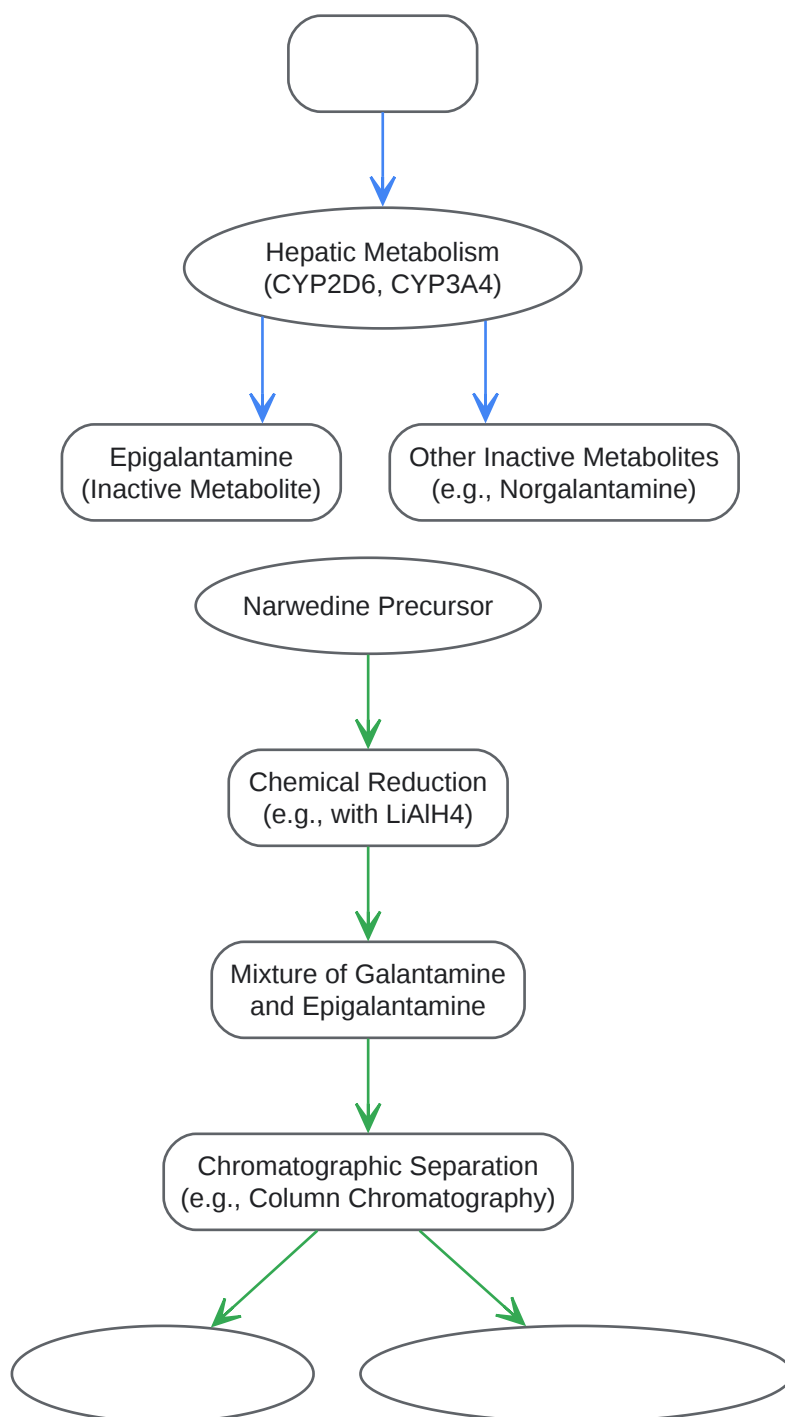 Hepatic Metabolism
(CYP2D6, CYP3A4)
Epigalantamine
(Inactive Metabolite)
Other Inactive Metabolites
(e.g., Norgalantamine)
Narwedine Precursor
Chemical Reduction
(e.g., with LiAlH4)
Mixture of Galantamine
and Epigalantamine
Chromatographic Separation
(e.g., Column Chromatography)